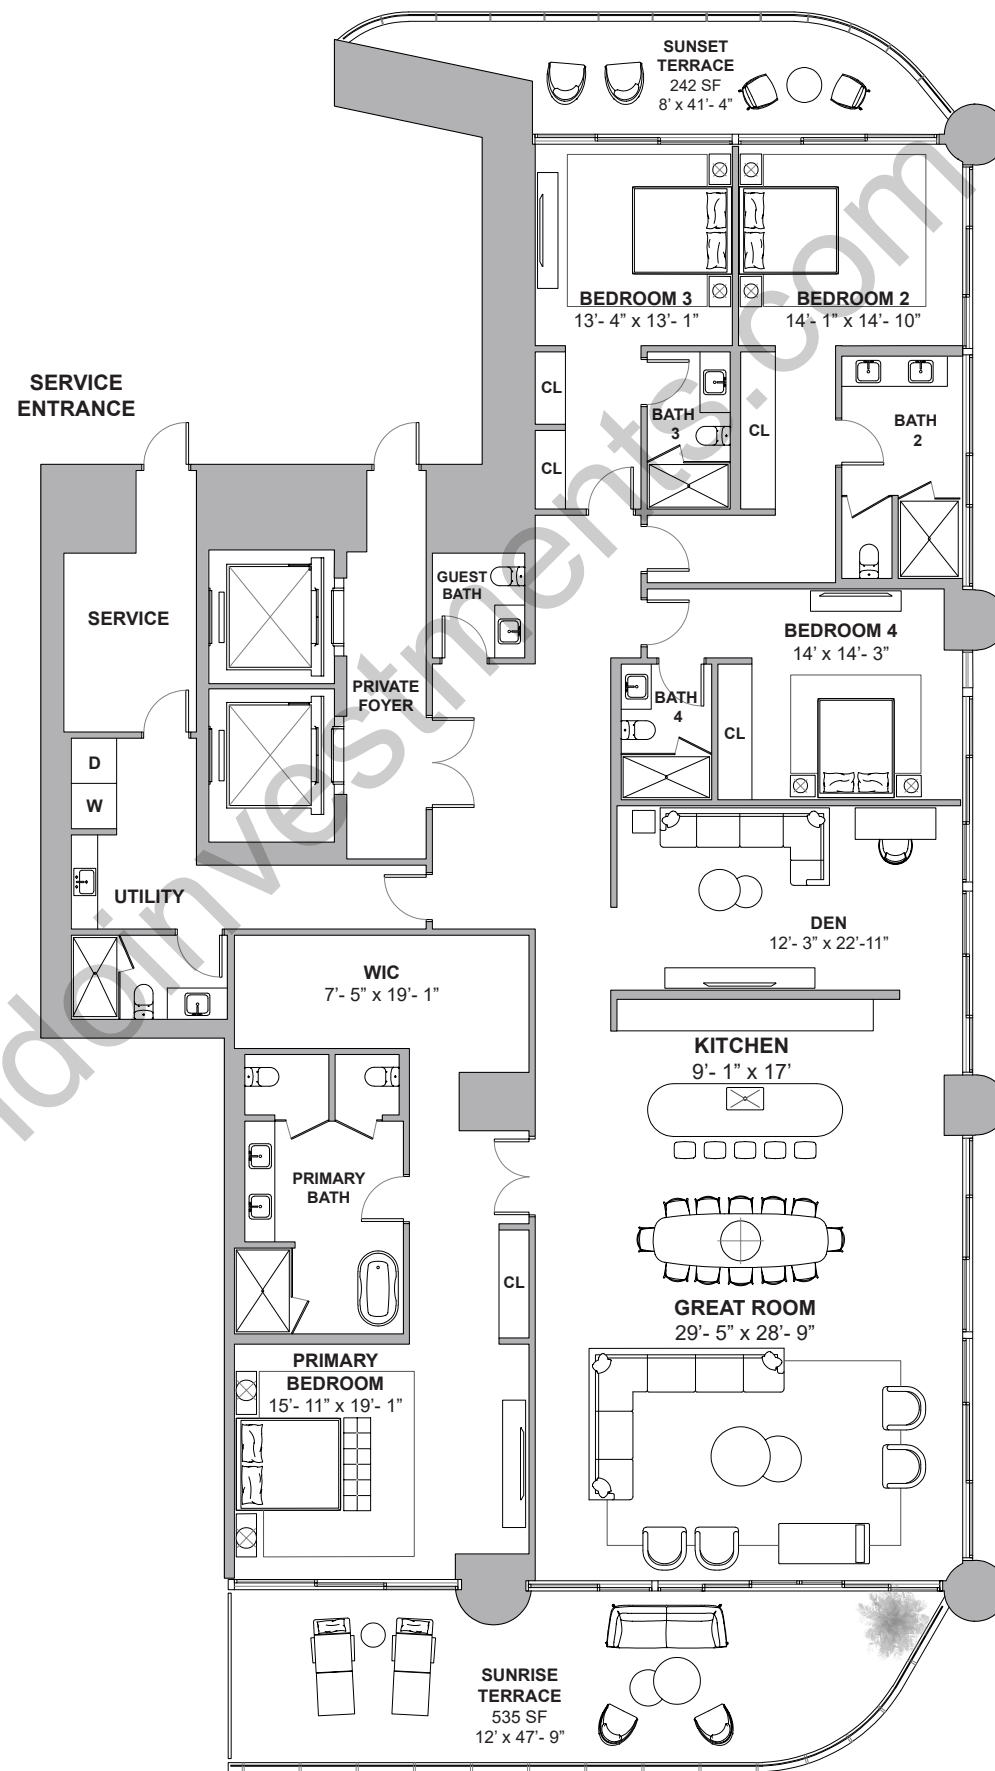 SUNSET
TERRACE
242 SF
8’ x 41’- 4”
BEDROOM 3
13’- 4” x 13’- 1”
BEDROOM 2
14’- 1” x 14’- 10”
SERVICE
ENTRANCE
CL
CL
BATH
3
CL
BATH
2
GUEST
BATH
SERVICE
BEDROOM 4
14’ x 14’- 3”
PRIVATE
FOYER
BATH
4
CL
D
W
UTILITY
DEN
12’- 3” x 22’-11”
WIC
7’- 5” x 19’- 1”
KITCHEN
9’- 1” x 17’
PRIMARY
BATH
CL
GREAT ROOM
29’- 5” x 28’- 9”
PRIMARY
BEDROOM
15’- 11” x 19’- 1”
SUNRISE
TERRACE
535 SF
12’ x 47’- 9”
doinvestments.com